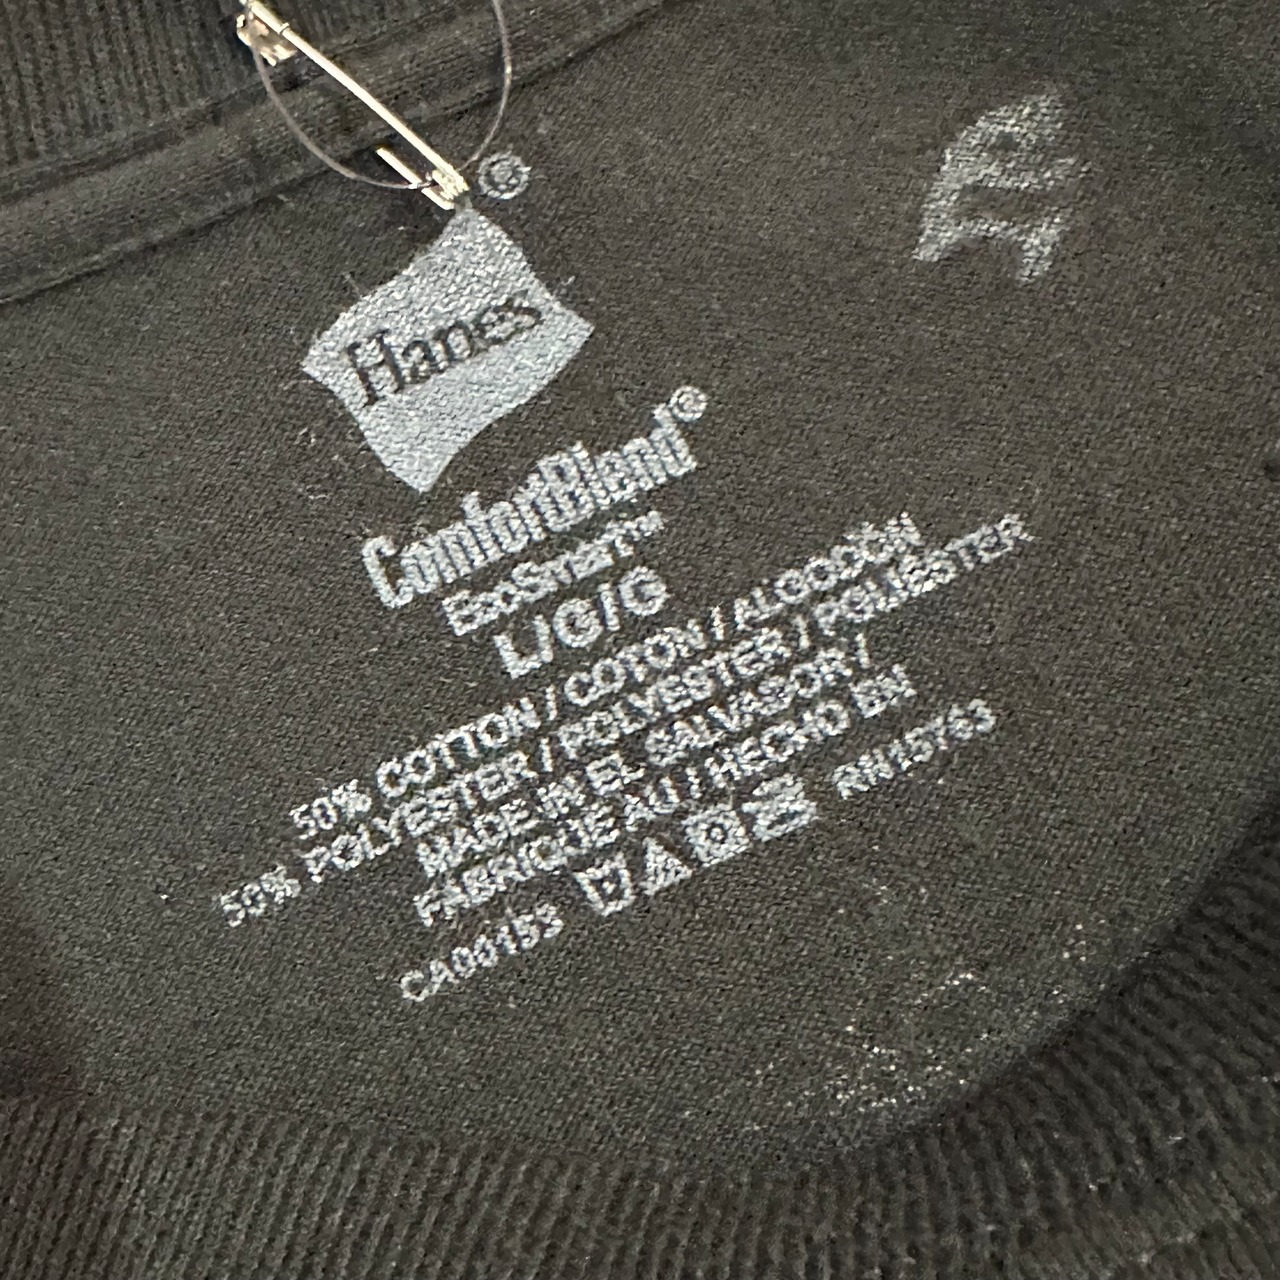 Hanes®
ComfortBlend®
EcoSmart™
L/G/G
50% COTTON / COTON / ALGODÓN
50% POLYESTER / POLYESTER / POLIÉSTER
MADE IN EL SALVADOR /
FABRIQUÉ AU / HECHO EN
CA00153
RN15763